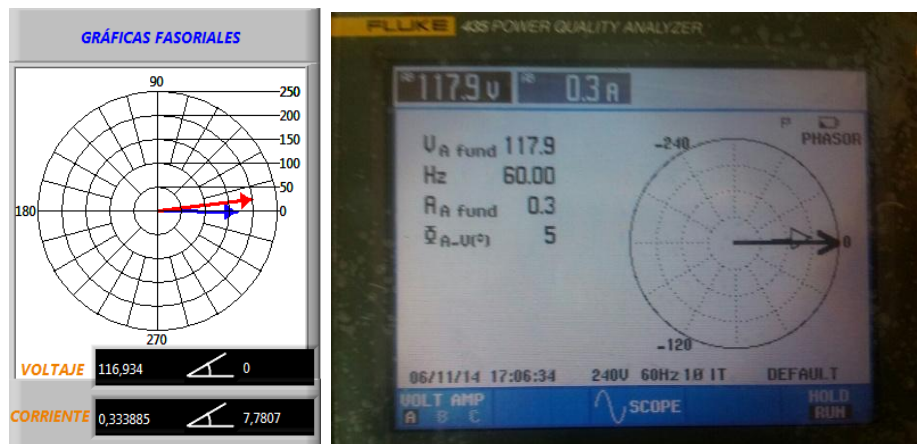 GRÁFICAS FASORIALES
90
250
200
150
100
50
180
0
270
VOLTAJE 116,934 0
CORRIENTE 0,333885 7,7807
FLUKE 435 POWER QUALITY ANALYZER
117.9 V 0.3 A
P
PHASOR
V A fund 117.9
Hz 60.00
A A fund 0.3
Φ A-V(°) 5
-240
0
-120
06/11/14 17:06:34 240V 60Hz 1Ø IT DEFAULT
VOLT AMP
A B C
SCOPE
HOLD
RUN